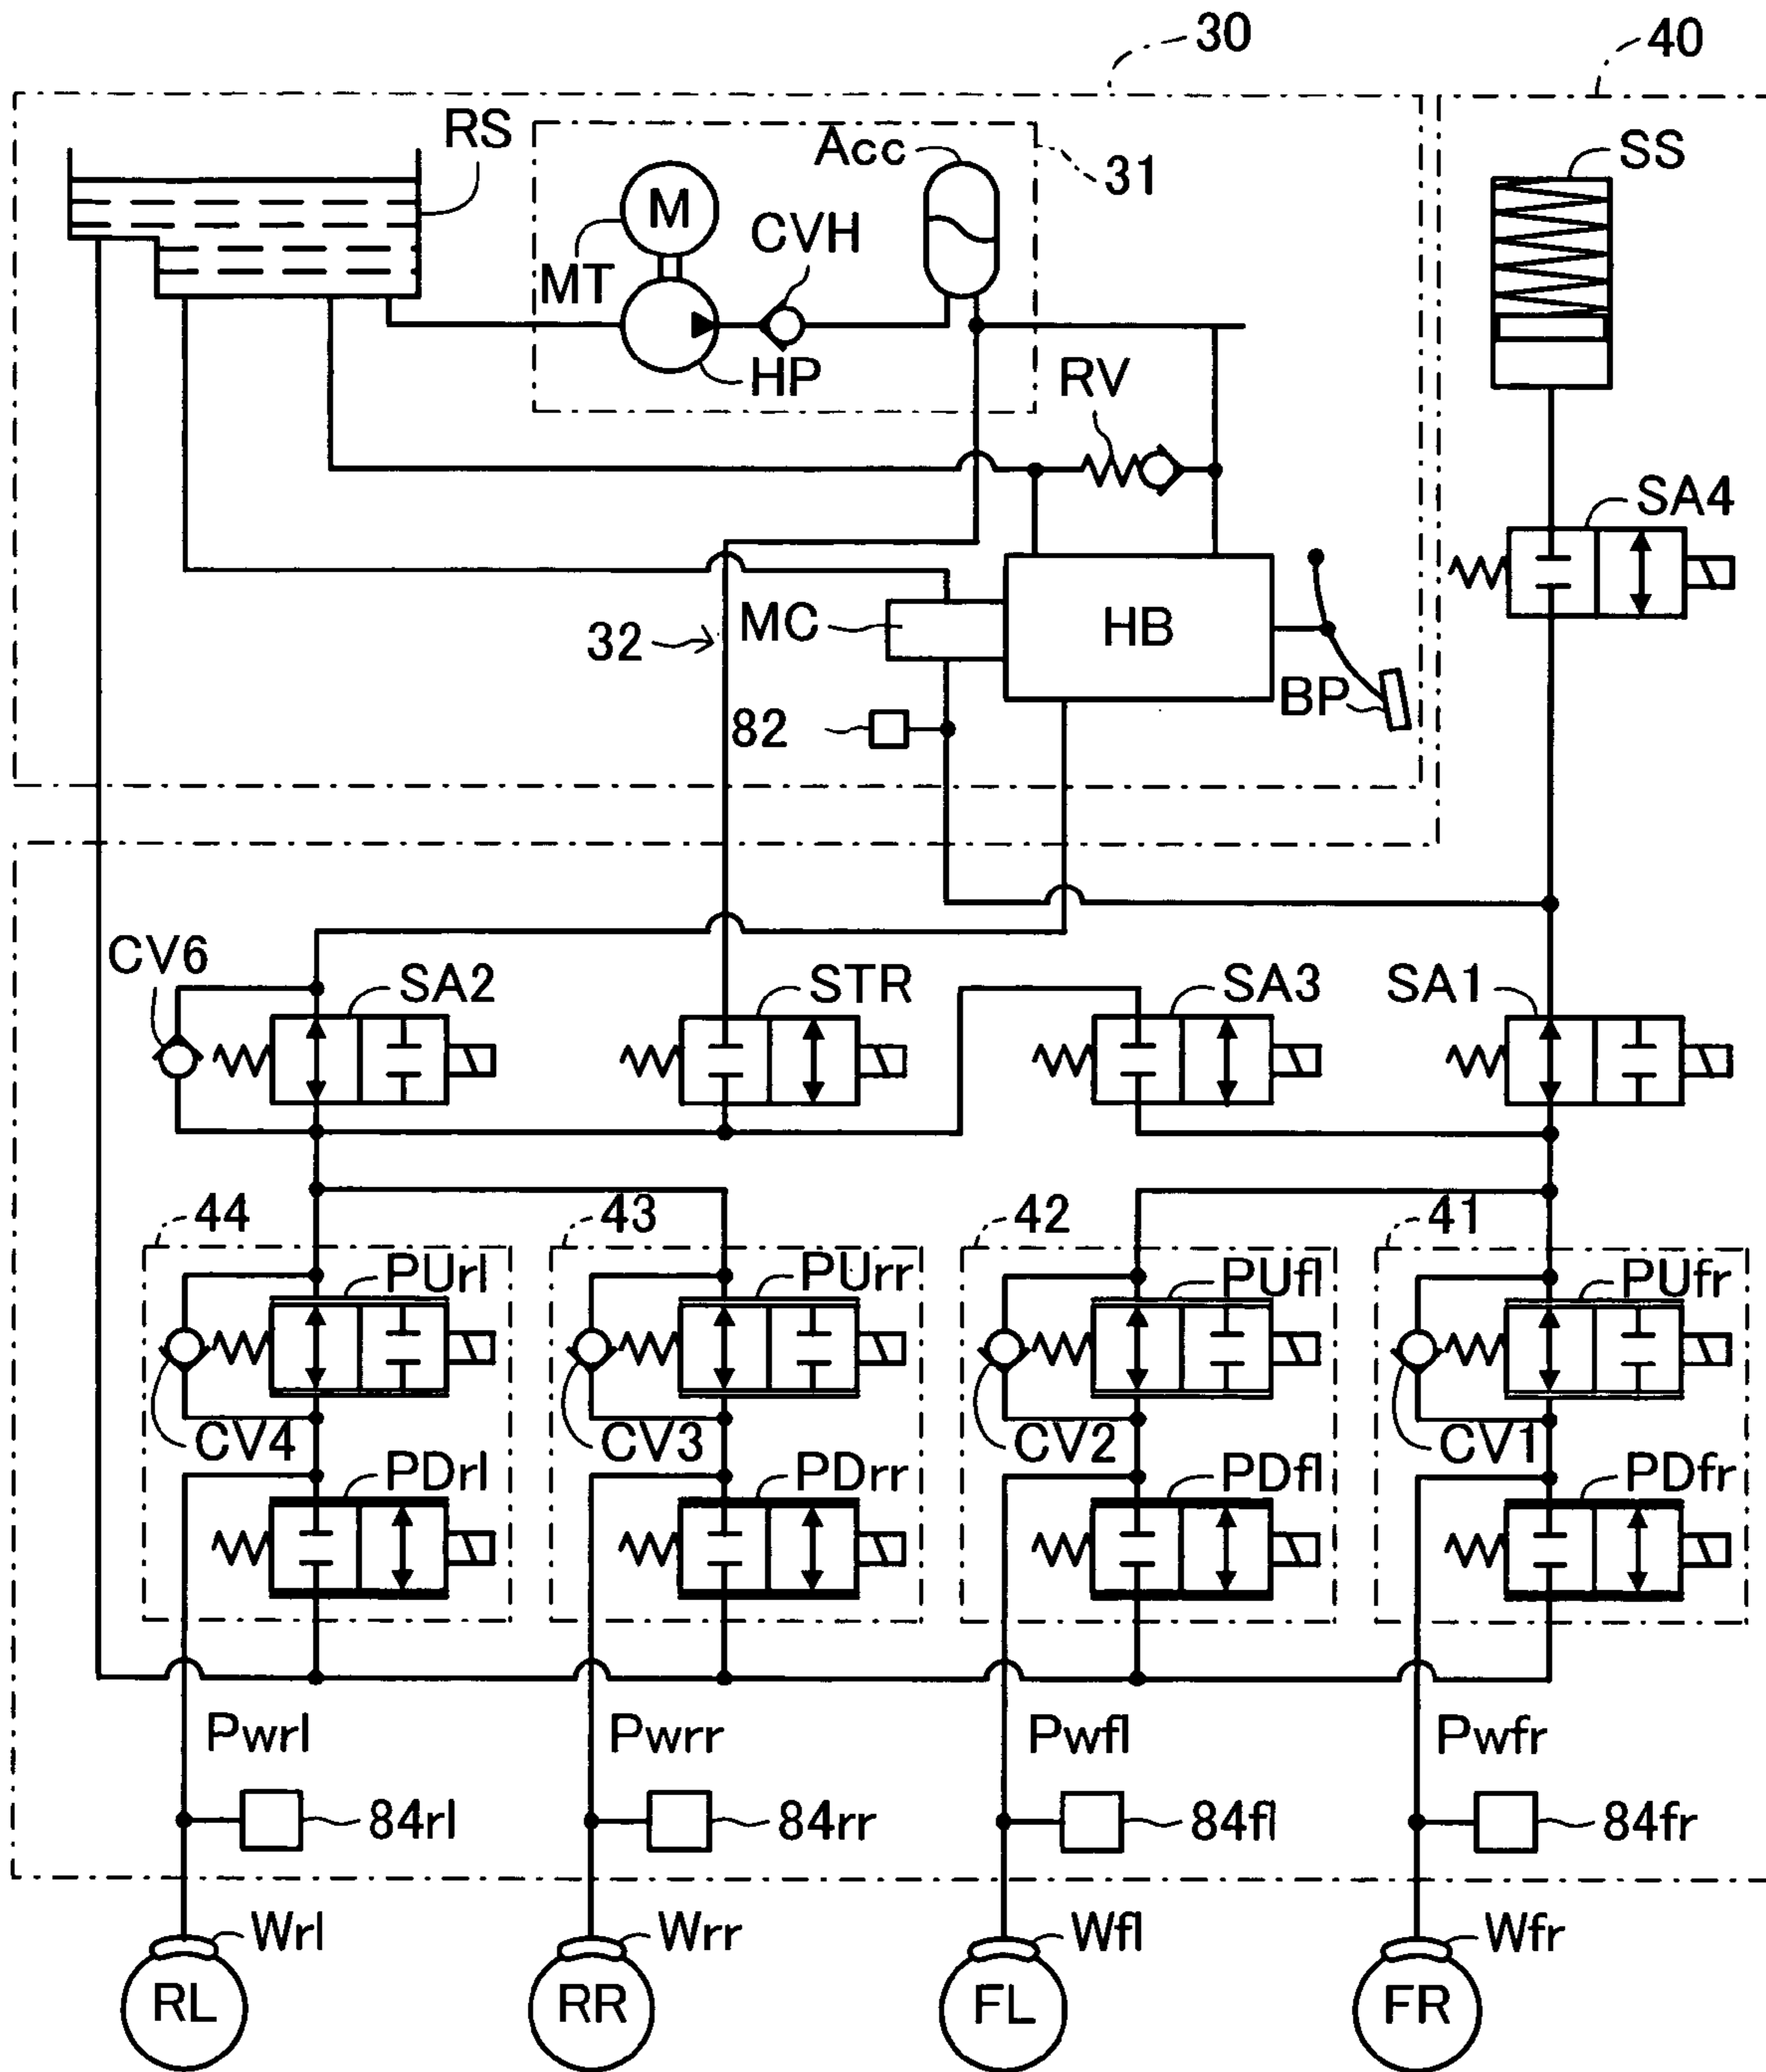 30
40
RS
Acc
31
SS
M
CVH
MT
HP
RV
SA4
MC
HB
32
BP
82
CV6
SA2
STR
SA3
SA1
44
43
42
41
PUrl
PUrr
PUfl
PUfr
CV4
CV3
CV2
CV1
PDrl
PDrr
PDfl
PDfr
Pwrl
Pwrr
Pwfl
Pwfr
84rl
84rr
84fl
84fr
Wrl
Wrr
Wfl
Wfr
RL
RR
FL
FR